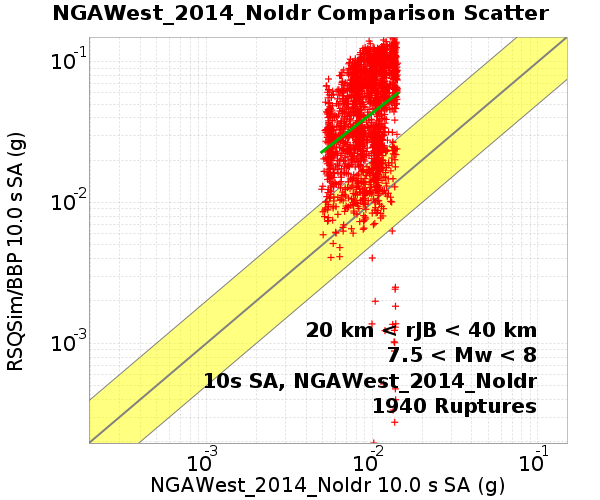 NGAWest_2014_NoIdr Comparison Scatter
RSQSim/BBP 10.0 s SA (g)
10-1
10-2
10-3
20 km < rJB < 40 km
7.5 < Mw < 8
10s SA, NGAWest_2014_NoIdr
1940 Ruptures
10-3 10-2 10-1
NGAWest_2014_NoIdr 10.0 s SA (g)